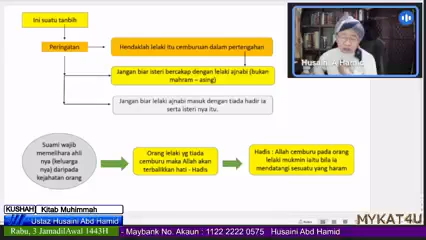 Ini suatu tanbih
Peringatan
Hendaklah lelaki itu cemburuan dalam pertengahan
Jangan biar isteri bercakap dengan lelaki ajnabi (bukan
mahram – asing)
Jangan biar lelaki ajnabi masuk dengan tiada hadir ia
serta isteri nya itu.
Suami wajib
memelihara ahli
nya (keluarga
nya) daripada
kejahatan orang
Orang lelaki yg tiada
cemburu maka Allah akan
terbalikkan hati - Hadis
Hadis : Allah cemburu pada orang
lelaki mukmin iaitu bila ia
mendatangi sesuatu yang haram
Husaini A Hamid
KUSHAH Kitab Muhimmah
Ustaz Husaini Abd Hamid
Rabu, 3 JamadilAwal 1443H - Maybank No. Akaun : 1122 2222 0575 Husaini Abd Hamid
MYKAT4U